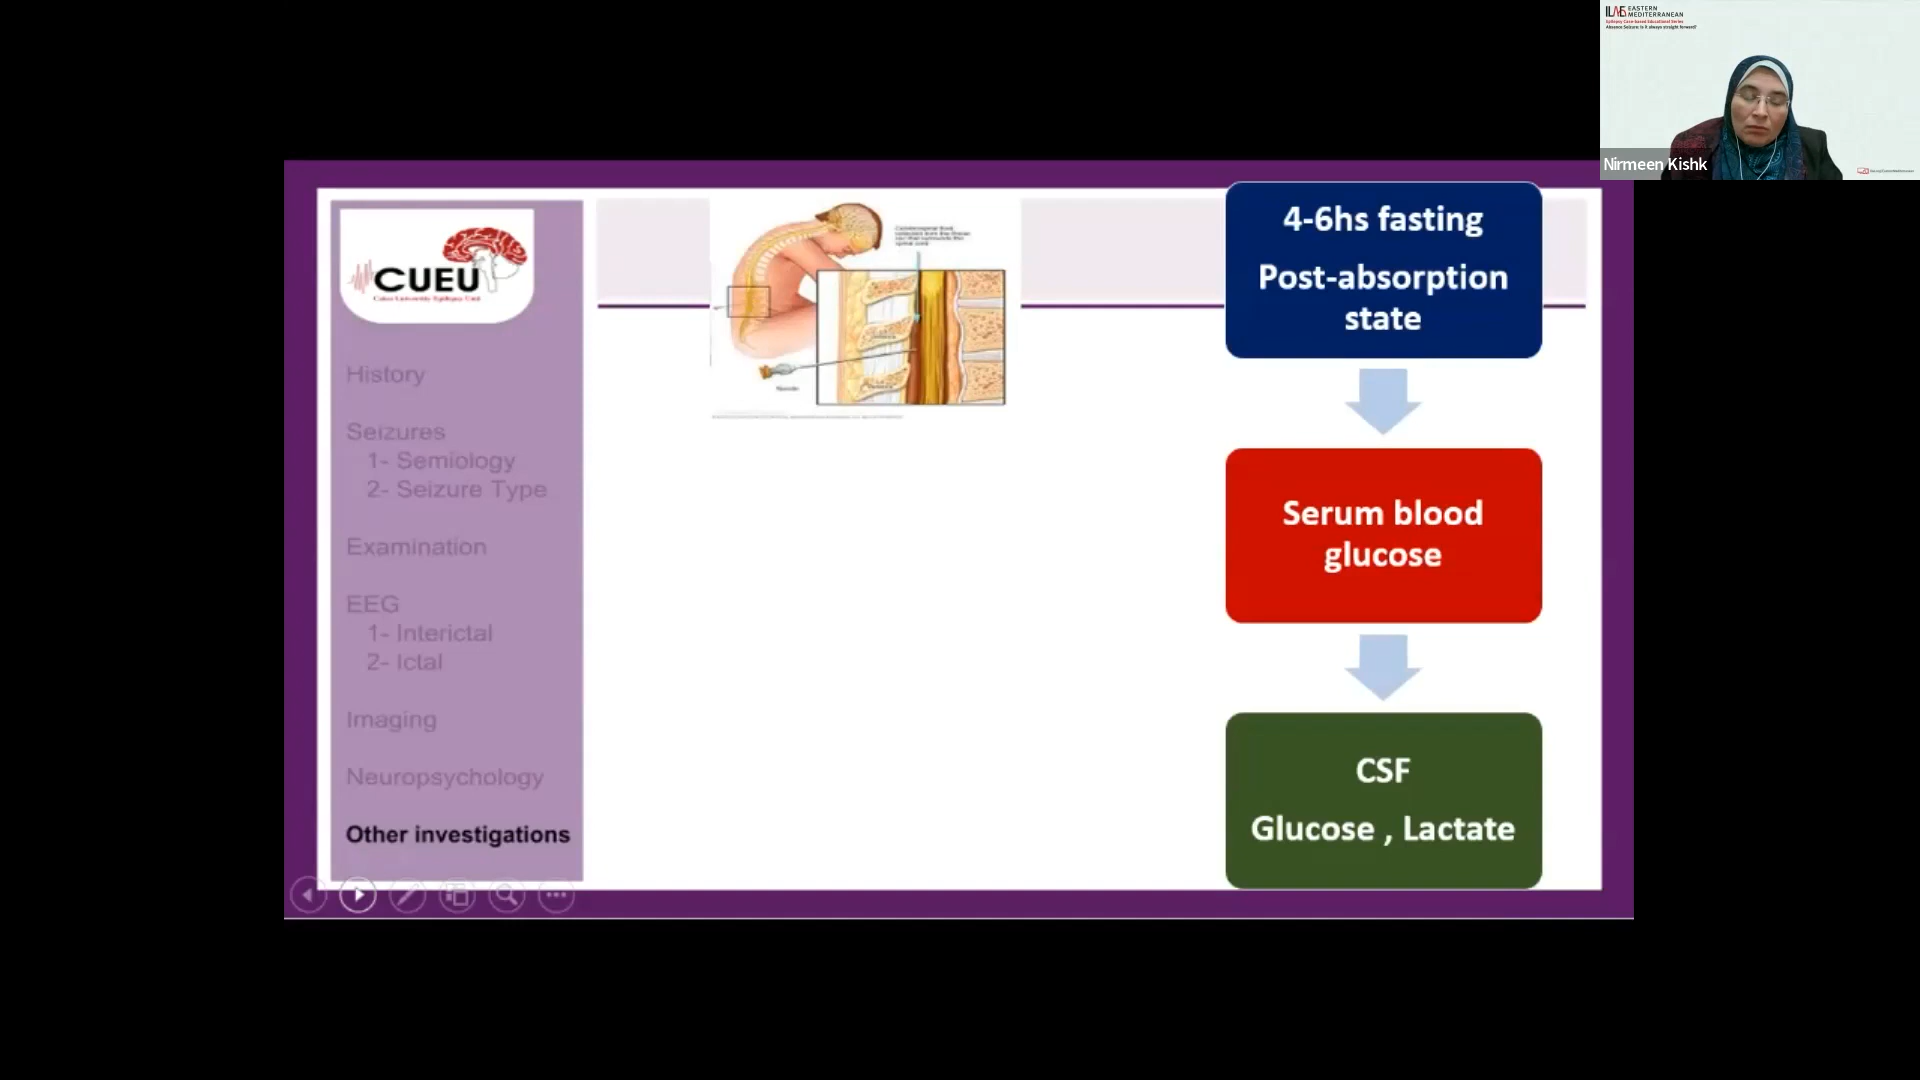 CUEU
Cairo University Epilepsy Unit
History
Seizures
1- Semiology
2- Seizure Type
Examination
EEG
1- Interictal
2- Ictal
Imaging
Neuropsychology
Other investigations
Needle
4-6hs fasting
Post-absorption
state
Serum blood
glucose
CSF
Glucose , Lactate
ILAE EASTERN
MEDITERRANEAN
Epilepsy Case-based Educational Series
Absence Seizure: Is it always straight forward?
Nirmeen Kishk